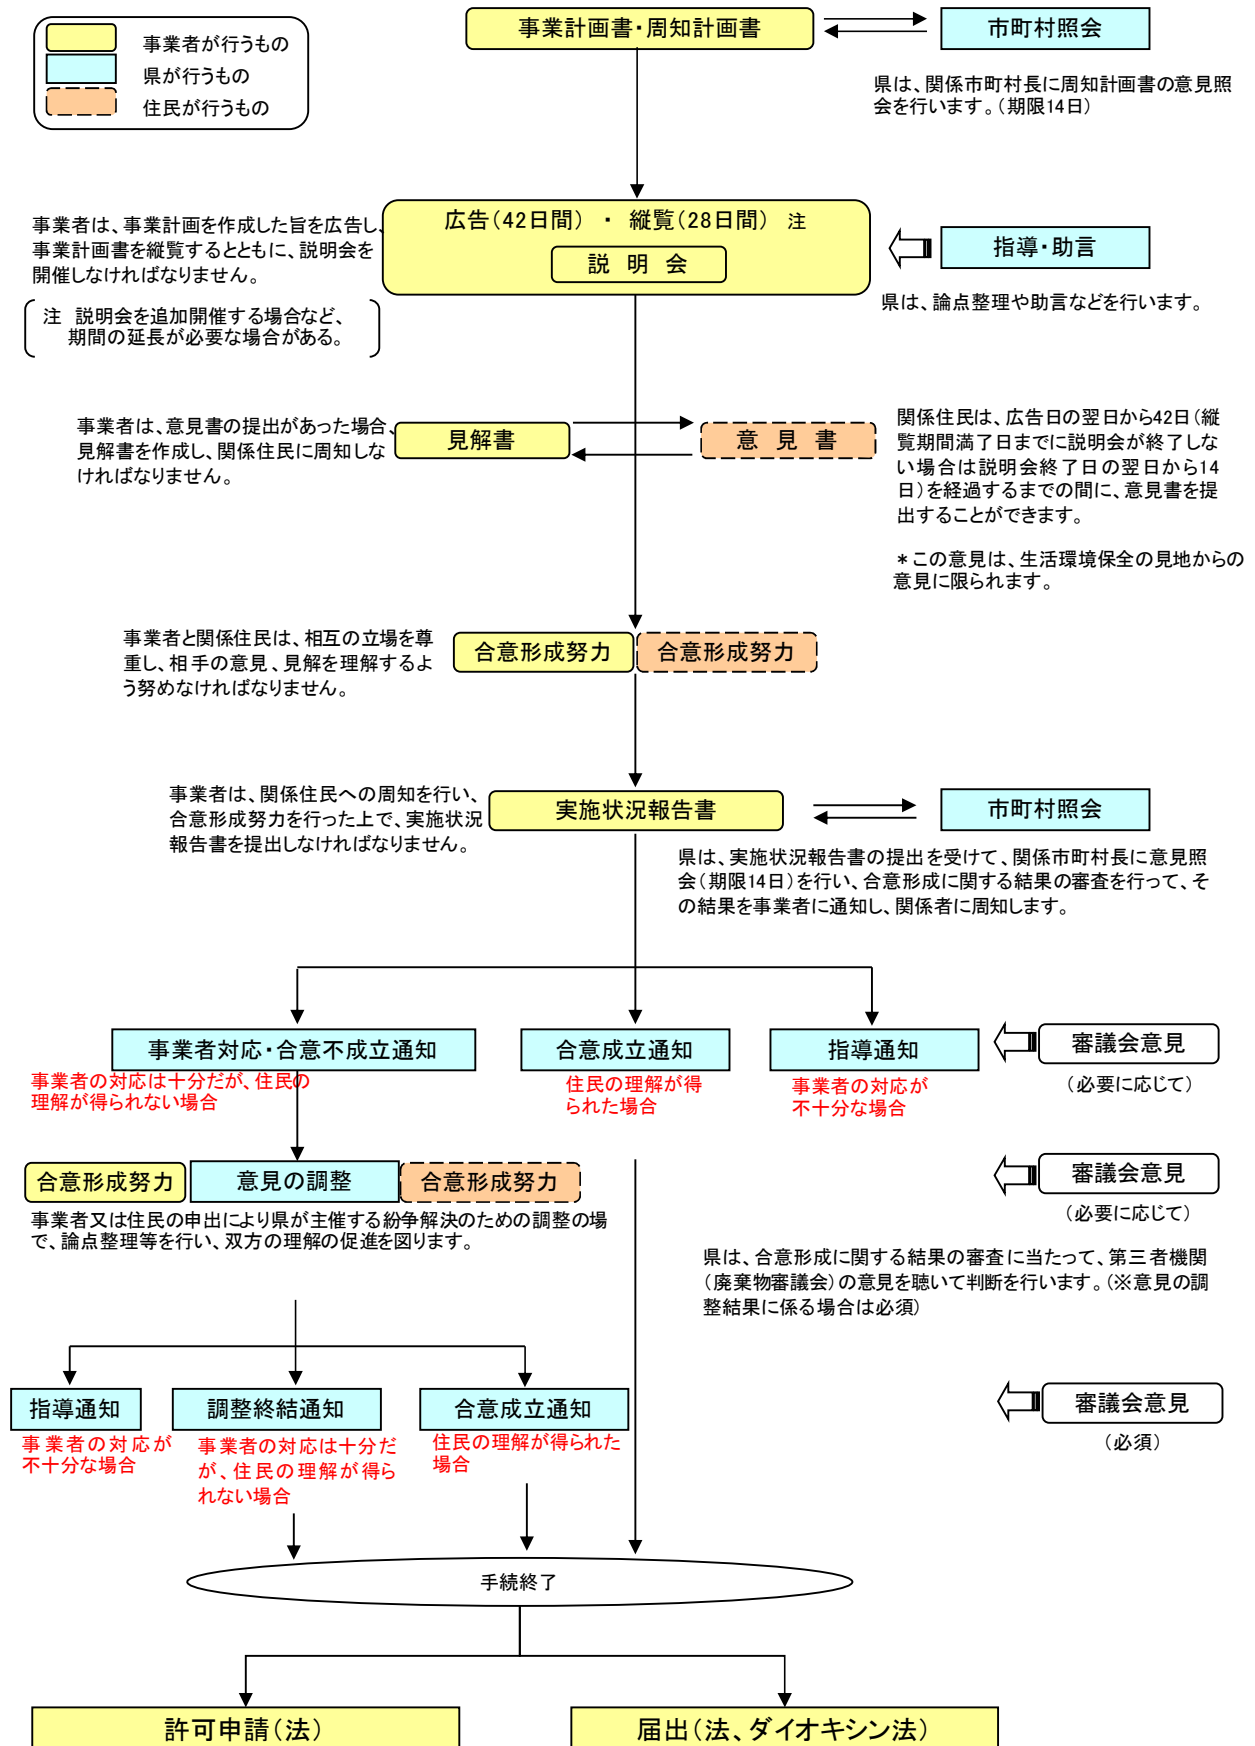 事業者が行うもの
県が行うもの
住民が行うもの
事業計画書・周知計画書
市町村照会
県は、関係市町村長に周知計画書の意見照
会を行います。(期限14日)
事業者は、事業計画を作成した旨を広告し、
事業計画書を縦覧するとともに、説明会を
開催しなければなりません。
注 説明会を追加開催する場合など、
期間の延長が必要な場合がある。
広告(42日間) ・ 縦覧(28日間) 注
説 明 会
指導・助言
県は、論点整理や助言などを行います。
事業者は、意見書の提出があった場合、
見解書を作成し、関係住民に周知しな
ければなりません。
見解書
意 見 書
関係住民は、広告日の翌日から42日(縦
覧期間満了日までに説明会が終了しな
い場合は説明会終了日の翌日から14
日)を経過するまでの間に、意見書を提
出することができます。
*この意見は、生活環境保全の見地からの
意見に限られます。
事業者と関係住民は、相互の立場を尊
重し、相手の意見、見解を理解するよ
う努めなければなりません。
合意形成努力
合意形成努力
事業者は、関係住民への周知を行い、
合意形成努力を行った上で、実施状況
報告書を提出しなければなりません。
実施状況報告書
市町村照会
県は、実施状況報告書の提出を受けて、関係市町村長に意見照
会(期限14日)を行い、合意形成に関する結果の審査を行って、そ
の結果を事業者に通知し、関係者に周知します。
事業者対応・合意不成立通知
合意成立通知
指導通知
審議会意見
(必要に応じて)
事業者の対応は十分だが、住民の
理解が得られない場合
住民の理解が得
られた場合
事業者の対応が
不十分な場合
合意形成努力
意見の調整
合意形成努力
審議会意見
(必要に応じて)
事業者又は住民の申出により県が主催する紛争解決のための調整の場
で、論点整理等を行い、双方の理解の促進を図ります。
県は、合意形成に関する結果の審査に当たって、第三者機関
(廃棄物審議会)の意見を聴いて判断を行います。(※意見の調
整結果に係る場合は必須)
指導通知
調整終結通知
合意成立通知
審議会意見
(必須)
事業者の対応が
不十分な場合
事業者の対応は十分だ
が、住民の理解が得ら
れない場合
住民の理解が得られた
場合
手続終了
許可申請(法)
届出(法、ダイオキシン法)